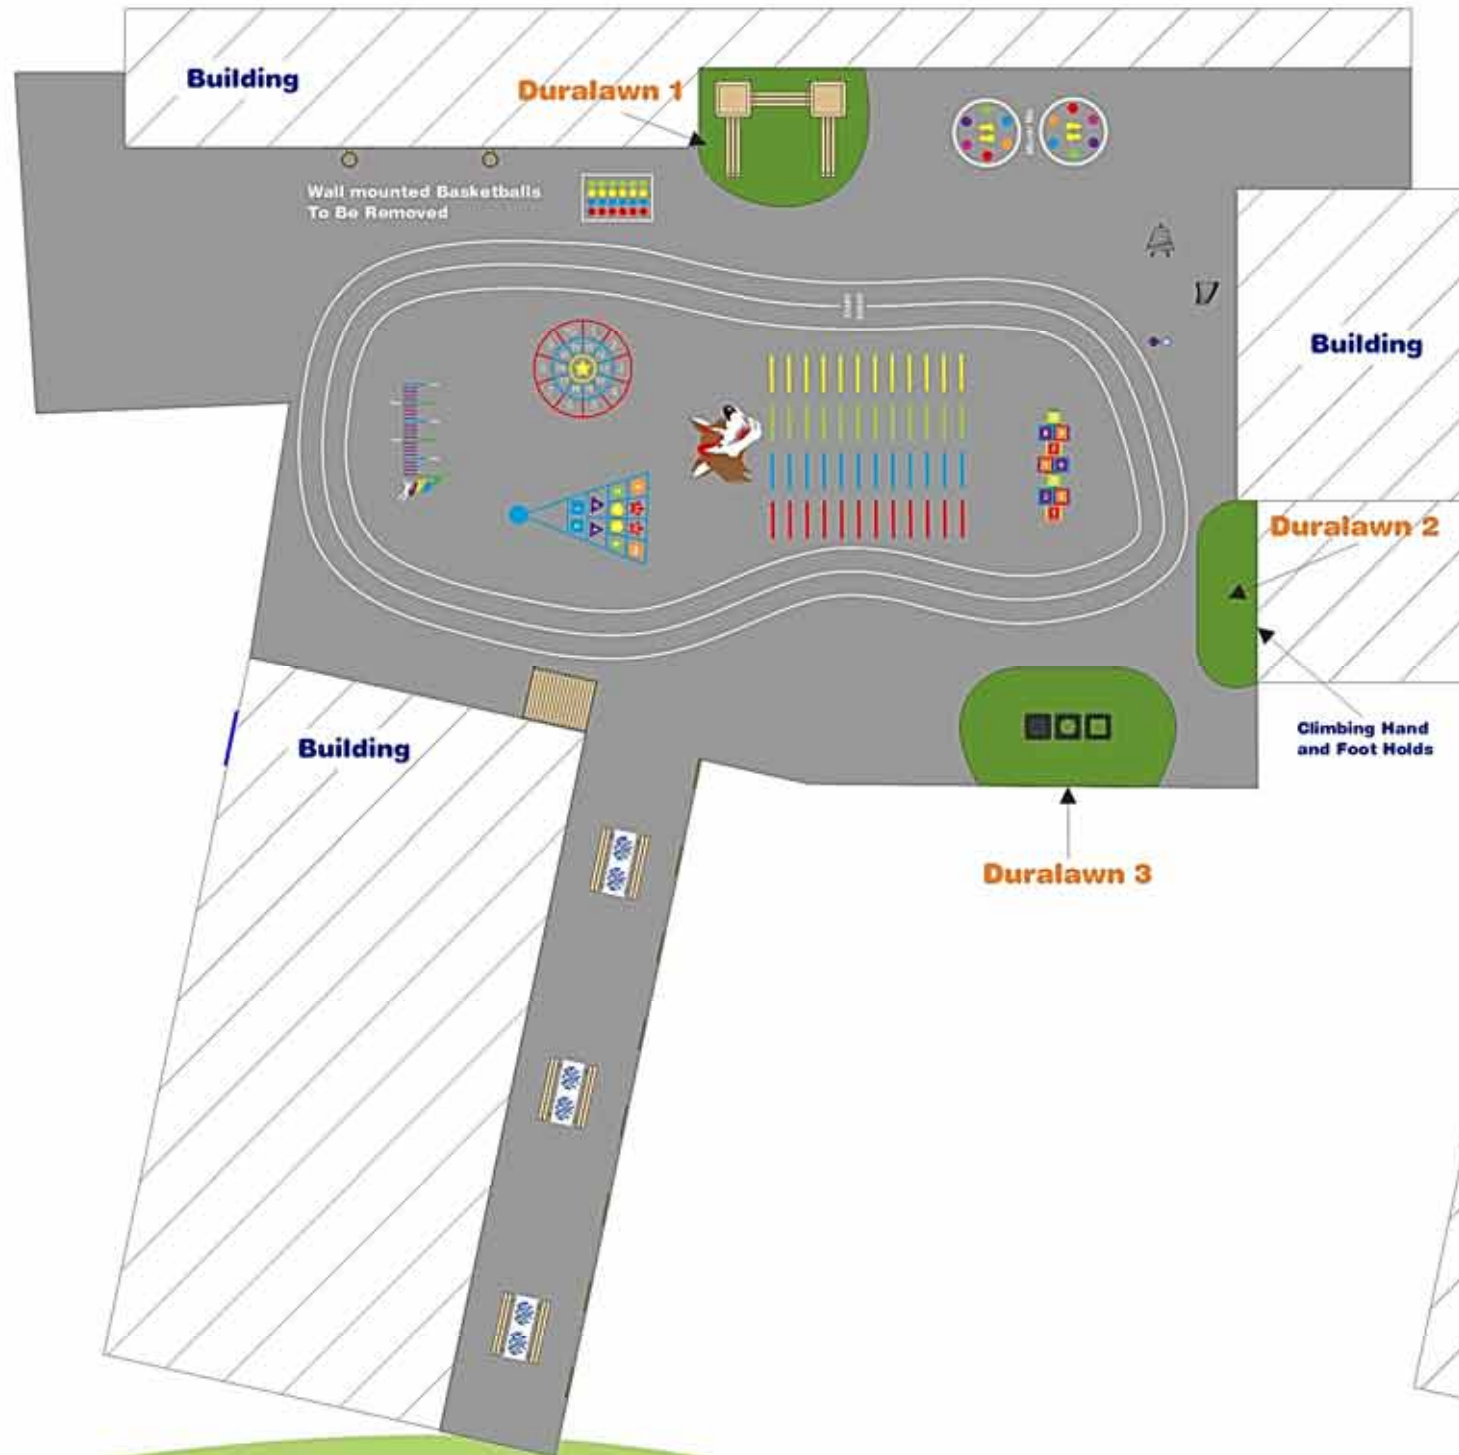 Building
Duralawn 1
Wall mounted Basketballs
To Be Removed
Building
Duralawn 2
Climbing Hand
and Foot Holds
Building
Duralawn 3